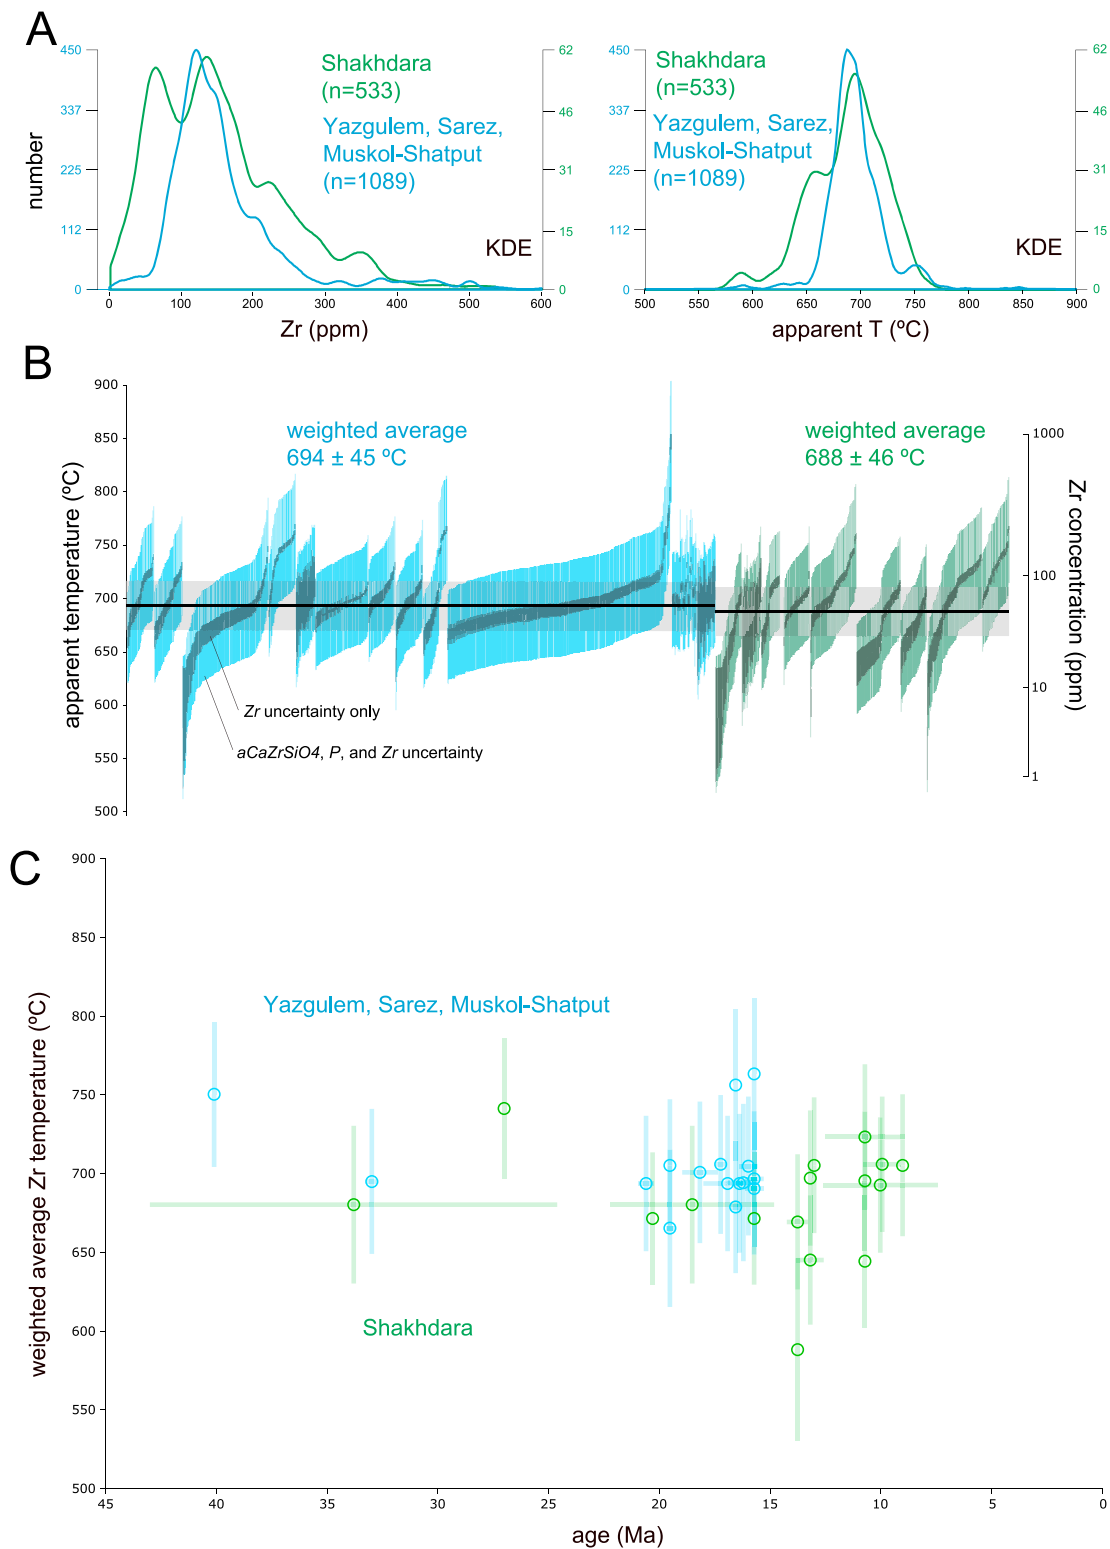 A
450
337
225
112
0
number
Shakhdara
(n=533)
Yazgulem, Sarez,
Muskol-Shatput
(n=1089)
KDE
62
46
31
15
0
0
100
200
300
400
500
600
Zr (ppm)
450
337
225
112
0
Shakhdara
(n=533)
Yazgulem, Sarez,
Muskol-Shatput
(n=1089)
KDE
62
46
31
15
0
500
550
600
650
700
750
800
850
900
apparent T (ºC)
B
900
850
800
750
700
650
600
550
500
apparent temperature (ºC)
weighted average
694 ± 45 ºC
weighted average
688 ± 46 ºC
Zr uncertainty only
aCaZrSiO4, P, and Zr uncertainty
1000
100
10
1
Zr concentration (ppm)
C
900
850
800
750
700
650
600
550
500
weighted average Zr temperature (ºC)
Yazgulem, Sarez, Muskol-Shatput
Shakhdara
45
40
35
30
25
20
15
10
5
0
age (Ma)